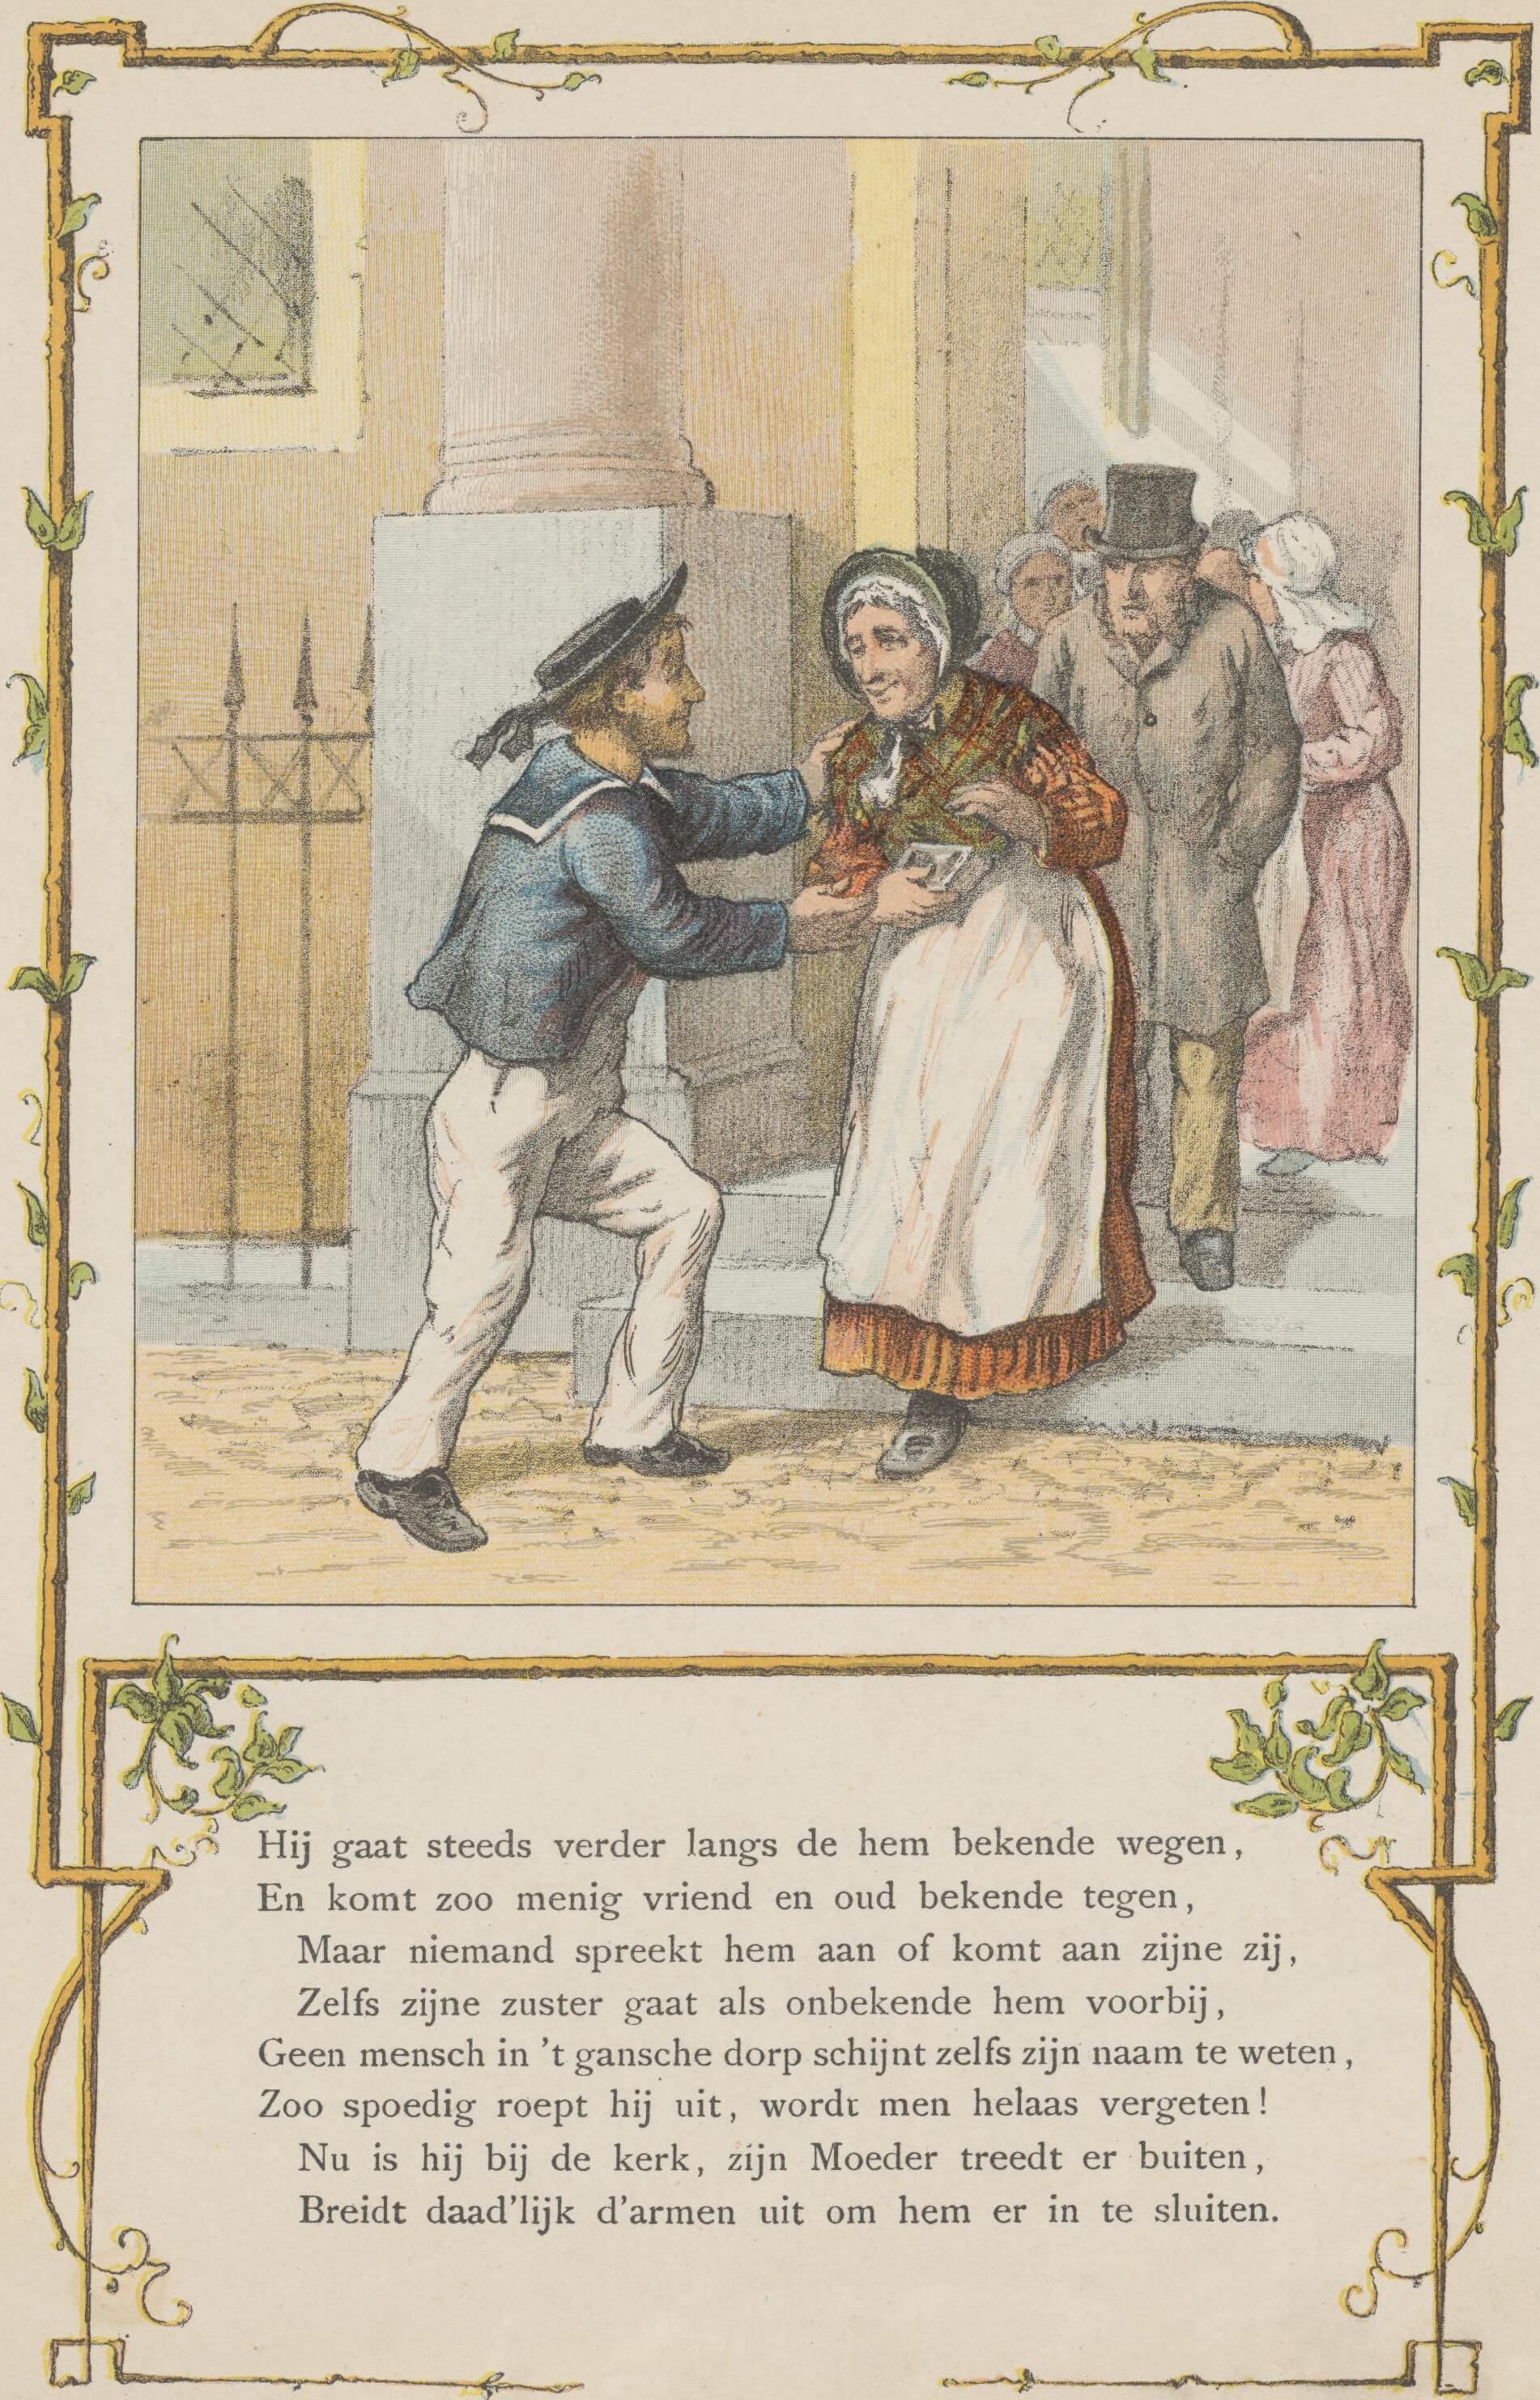 Hij gaat steeds verder langs de hem bekende wegen,
En komt zoo menig vriend en oud bekende tegen,
Maar niemand spreekt hem aan of komt aan zijne zij,
Zelfs zijne zuster gaat als onbekende hem voorbij,
Geen mensch in 't gansche dorp schijnt zelfs zijn naam te weten,
Zoo spoedig roept hij uit, wordt men helaas vergeten!
Nu is hij bij de kerk, zijn Moeder treedt er buiten,
Breidt daad'lijk d'armen uit om hem er in te sluiten.